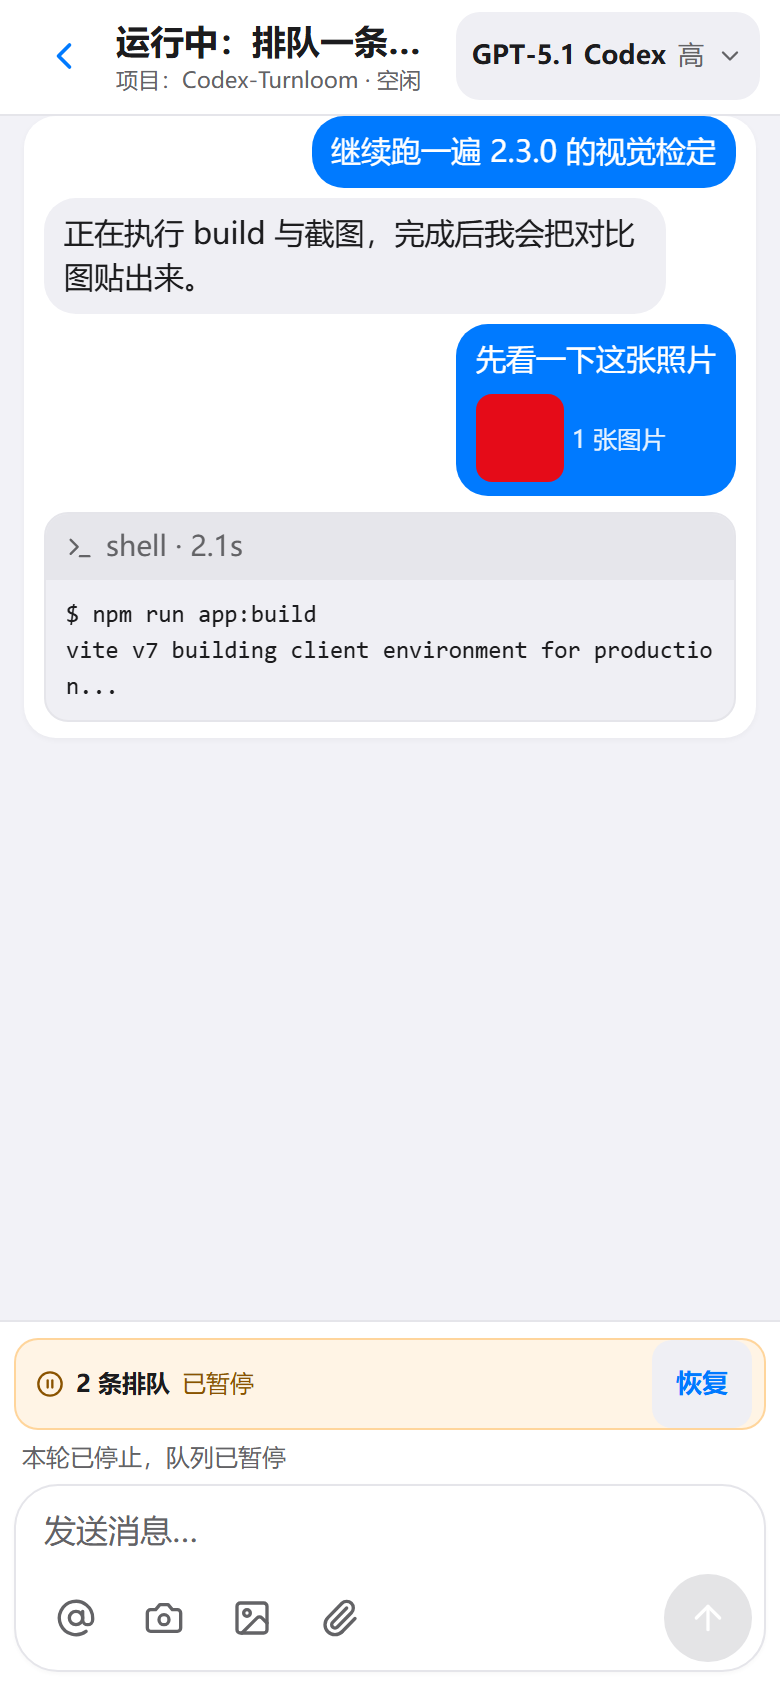 运行中：排队一条...
项目：Codex-Turnloom · 空闲
GPT-5.1 Codex 高
继续跑一遍 2.3.0 的视觉检定
正在执行 build 与截图，完成后我会把对比
图贴出来。
先看一下这张照片
1 张图片
shell · 2.1s
$ npm run app:build
vite v7 building client environment for productio
n...
2 条排队 已暂停
恢复
本轮已停止，队列已暂停
发送消息...